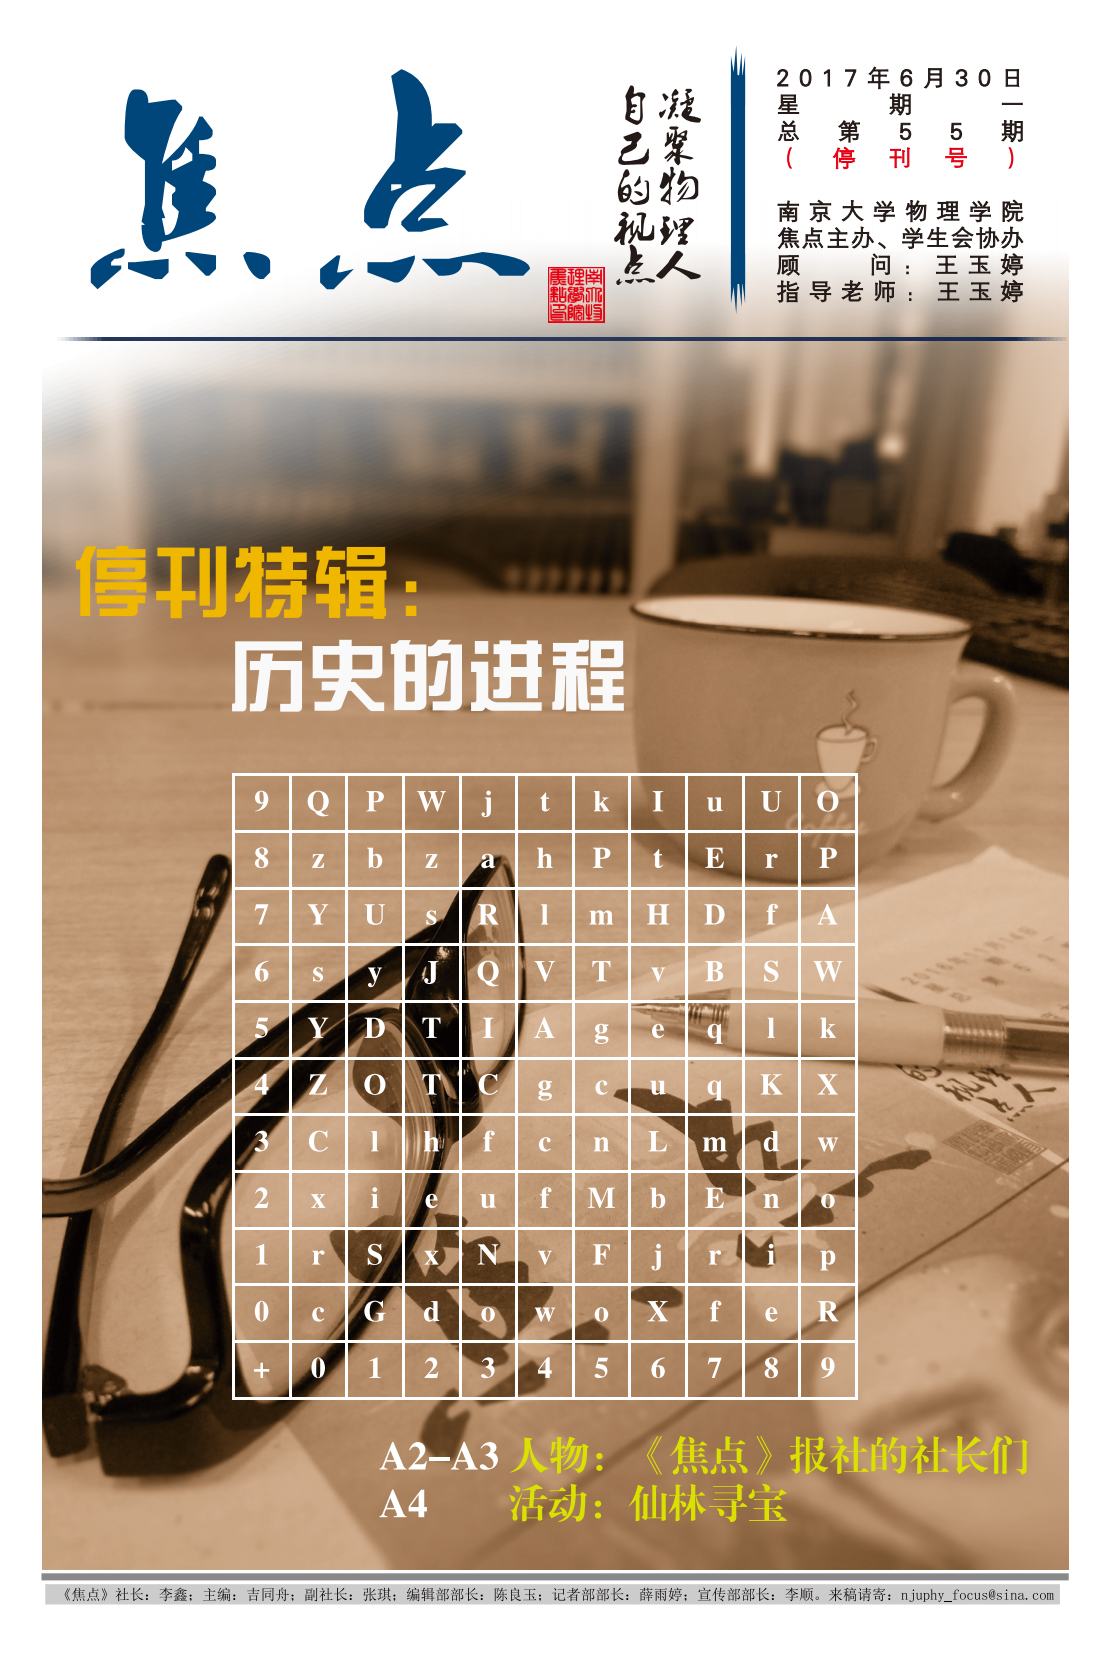 焦点
凝聚物理人
自己的视点
2017年6月30日
星期一
总第55期
(停刊号)
南京大学物理学院
焦点主办、学生会协办
顾问：王玉婷
指导老师：王玉婷
停刊特辑：
历史的进程
9 Q P W j t k I u U O
8 z b z a h P t E r P
7 Y U s R l m H D f A
6 s y J Q V T v B S W
5 Y D T I A g e q l k
4 Z O T C g c u q K X
3 C l h f c n L m d w
2 x i e u f M b E n o
1 r S x N v F j r i p
0 c G d o w o X f e R
+ 0 1 2 3 4 5 6 7 8 9
Coffee
A2-A3 人物：《焦点》报社的社长们
A4 活动：仙林寻宝
《焦点》社长：李鑫；主编：吉同舟；副社长：张琪；编辑部部长：陈良玉；记者部部长：薛雨婷；宣传部部长：李顺。来稿请寄：njuphy_focus@sina.com